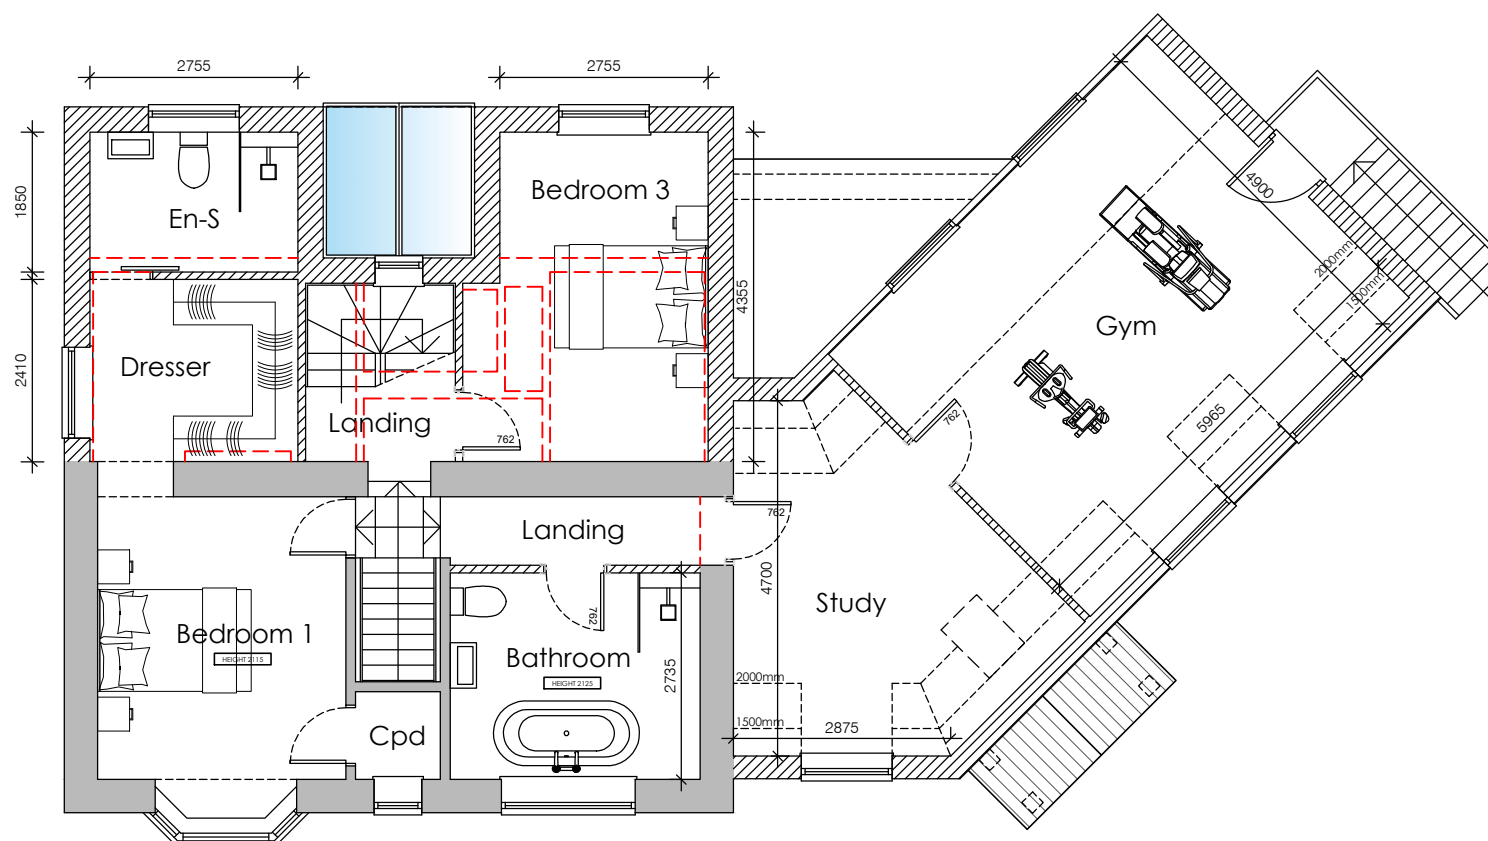 2755
2755
1850
En-S
Bedroom 3
4900
2000mm
1500mm
4355
Gym
2410
Dresser
Landing
762
762
5965
762
Landing
4700
Study
762
Bedroom 1
HEIGHT 2115
Bathroom
HEIGHT 2125
2735
2000mm
1500mm
2875
Cpd